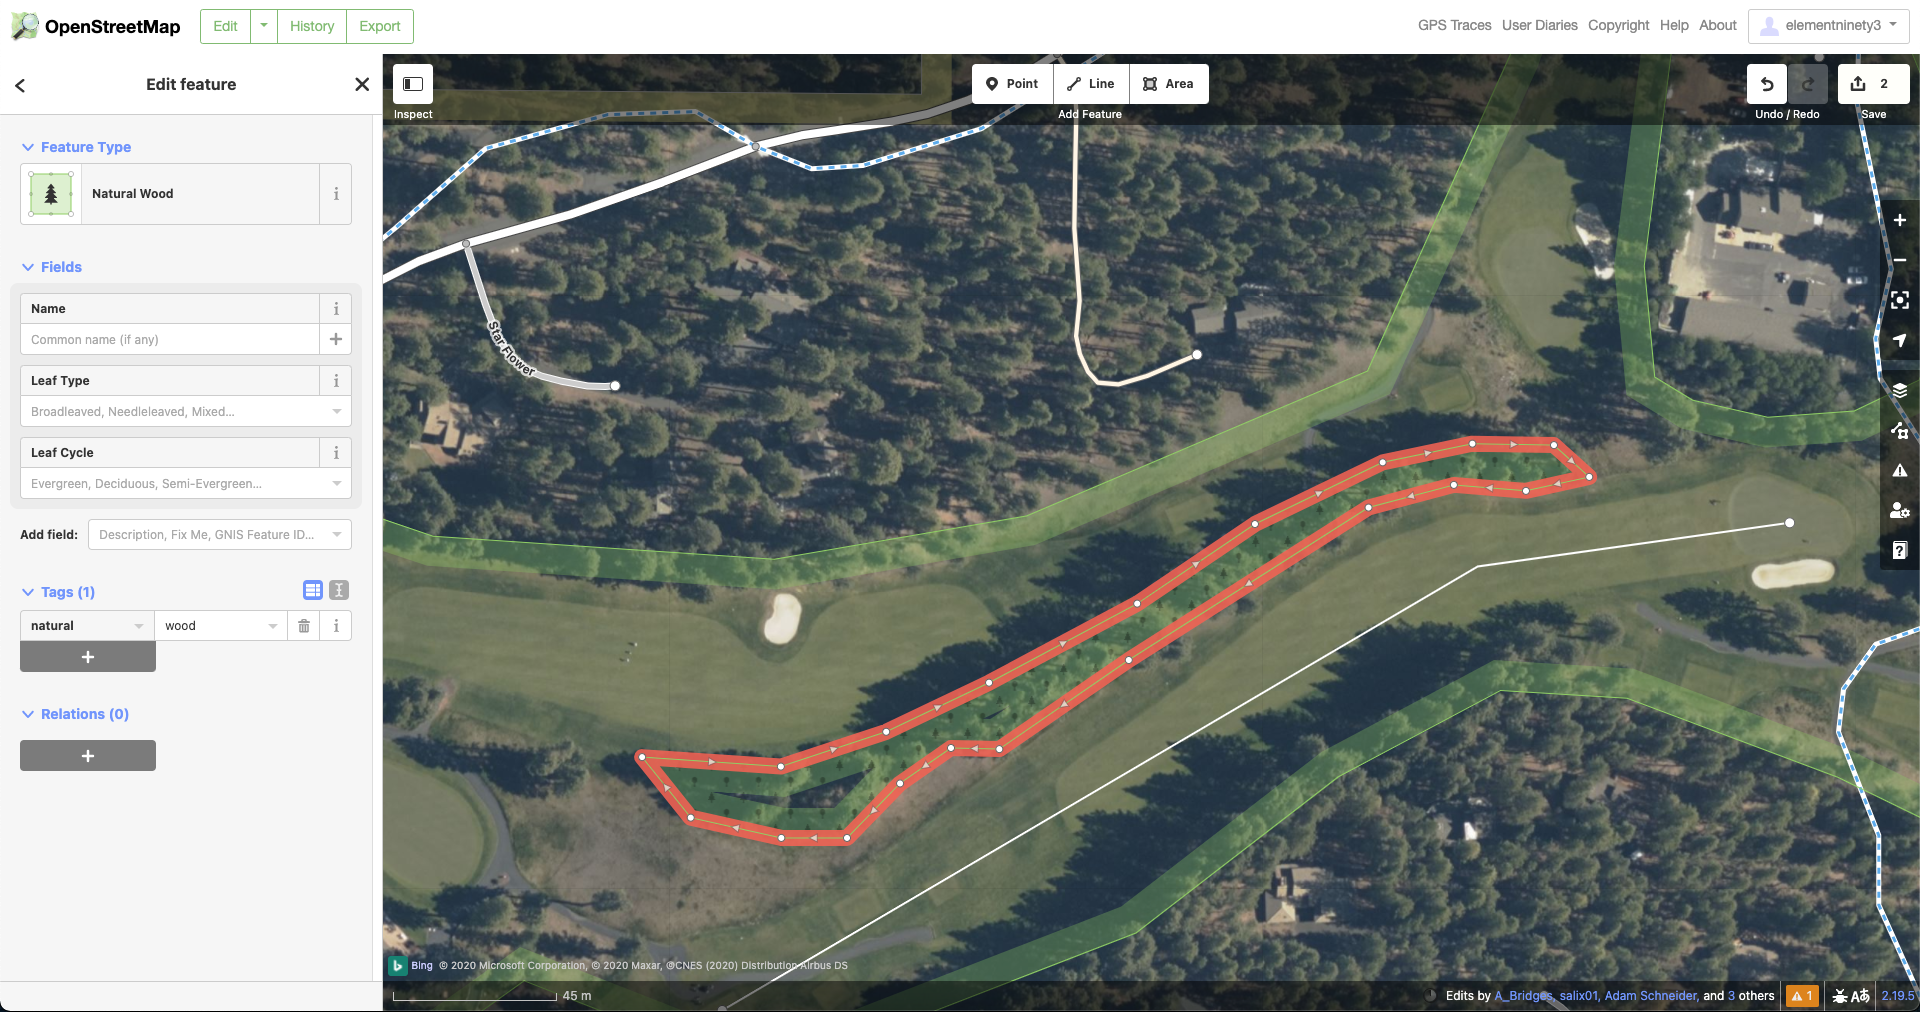 OpenStreetMap
Edit
History
Export
GPS Traces
User Diaries
Copyright
Help
About
elementninety3
Edit feature
Inspect
Point
Line
Area
Add Feature
Undo / Redo
2
Save
Feature Type
Natural Wood
i
Fields
Name
i
Common name (if any)
+
Leaf Type
i
Broadleaved, Needleleaved, Mixed...
Leaf Cycle
i
Evergreen, Deciduous, Semi-Evergreen...
Add field:
Description, Fix Me, GNIS Feature ID...
Tags (1)
natural
wood
i
+
Relations (0)
+
Star Flower
Bing © 2020 Microsoft Corporation, © 2020 Maxar, ©CNES (2020) Distribution Airbus DS
45 m
Edits by A_Bridges, salix01, Adam Schneider, and 3 others
1
Aあ
2.19.5